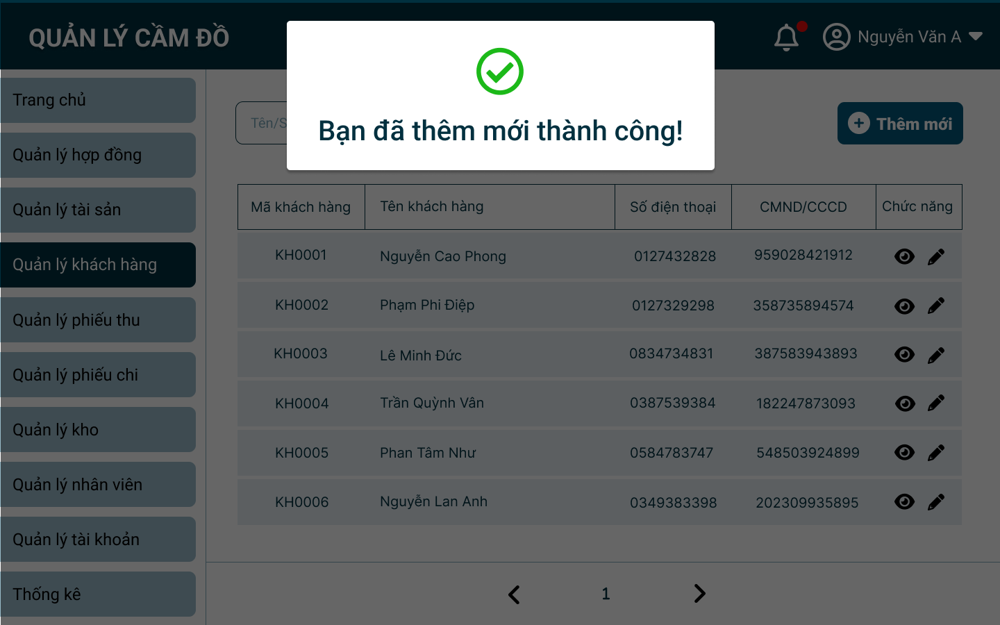 QUẢN LÝ CẦM ĐỒ
Nguyễn Văn A
Bạn đã thêm mới thành công!
Trang chủ
Quản lý hợp đồng
Quản lý tài sản
Quản lý khách hàng
Quản lý phiếu thu
Quản lý phiếu chi
Quản lý kho
Quản lý nhân viên
Quản lý tài khoản
Thống kê
Tên/S
Thêm mới
Mã khách hàng Tên khách hàng Số điện thoại CMND/CCCD Chức năng
KH0001 Nguyễn Cao Phong 0127432828 959028421912
KH0002 Phạm Phi Điệp 0127329298 358735894574
KH0003 Lê Minh Đức 0834734831 387583943893
KH0004 Trần Quỳnh Vân 0387539384 182247873093
KH0005 Phan Tâm Như 0584783747 548503924899
KH0006 Nguyễn Lan Anh 0349383398 202309935895
1